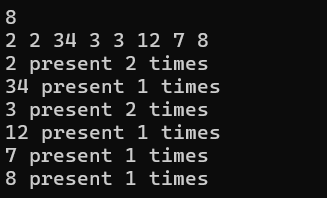 8
2 2 34 3 3 12 7 8
2 present 2 times
34 present 1 times
3 present 2 times
12 present 1 times
7 present 1 times
8 present 1 times